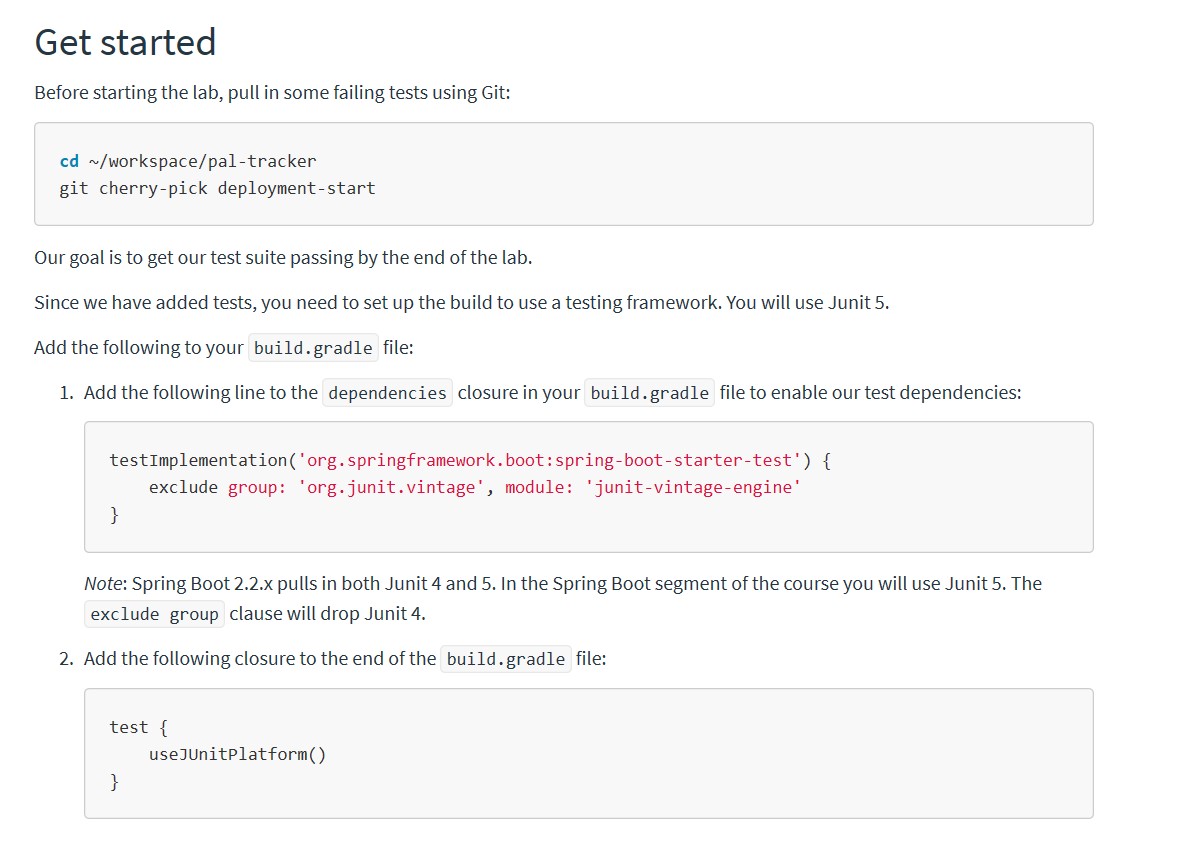 Get started
Before starting the lab, pull in some failing tests using Git:
cd ~/workspace/pal-tracker
git cherry-pick deployment-start
Our goal is to get our test suite passing by the end of the lab.
Since we have added tests, you need to set up the build to use a testing framework. You will use Junit 5.
Add the following to your build.gradle file:
1. Add the following line to the dependencies closure in your build.gradle file to enable our test dependencies:
testImplementation('org.springframework.boot:spring-boot-starter-test') {
    exclude group: 'org.junit.vintage', module: 'junit-vintage-engine'
}
Note: Spring Boot 2.2.x pulls in both Junit 4 and 5. In the Spring Boot segment of the course you will use Junit 5. The
exclude group clause will drop Junit 4.
2. Add the following closure to the end of the build.gradle file:
test {
    useJUnitPlatform()
}